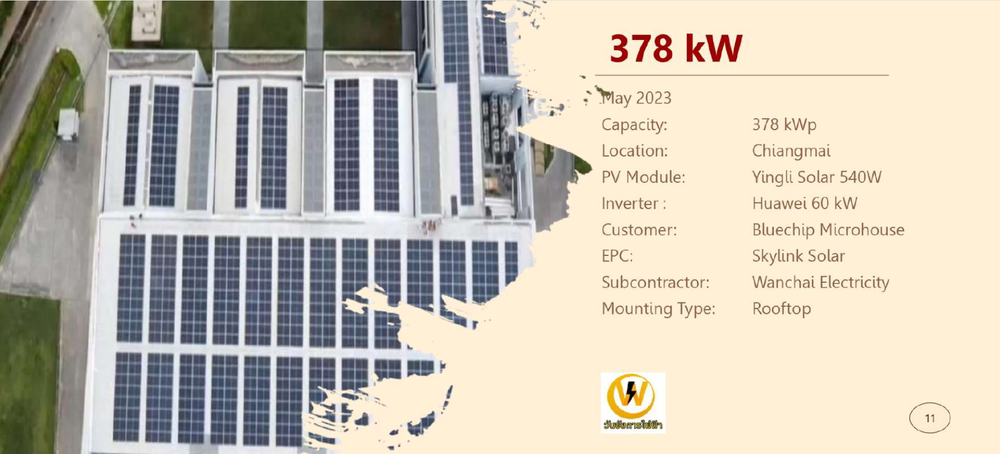 378 kW
May 2023
Capacity: 378 kWp
Location: Chiangmai
PV Module: Yingli Solar 540W
Inverter : Huawei 60 kW
Customer: Bluechip Microhouse
EPC: Skylink Solar
Subcontractor: Wanchai Electricity
Mounting Type: Rooftop
W
วันชัยการไฟฟ้า
11